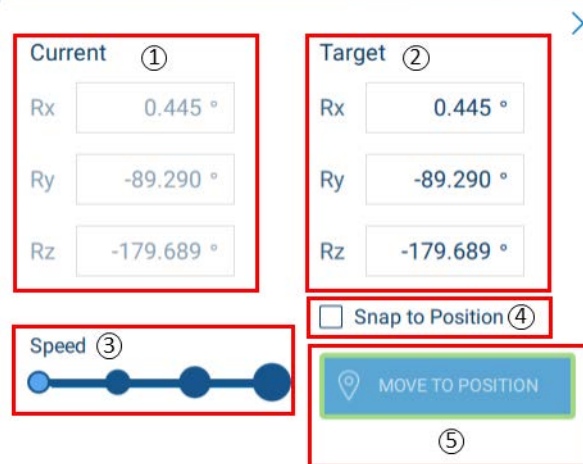 Current ①
Rx 0.445 °
Ry -89.290 °
Rz -179.689 °
Target ②
Rx 0.445 °
Ry -89.290 °
Rz -179.689 °
Snap to Position ④
Speed ③
MOVE TO POSITION
⑤